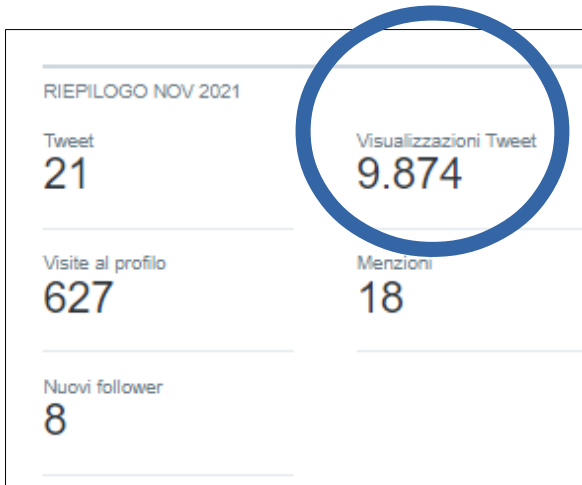 RIEPILOGO NOV 2021
Tweet
21
Visualizzazioni Tweet
9.874
Visite al profilo
627
Menzioni
18
Nuovi follower
8